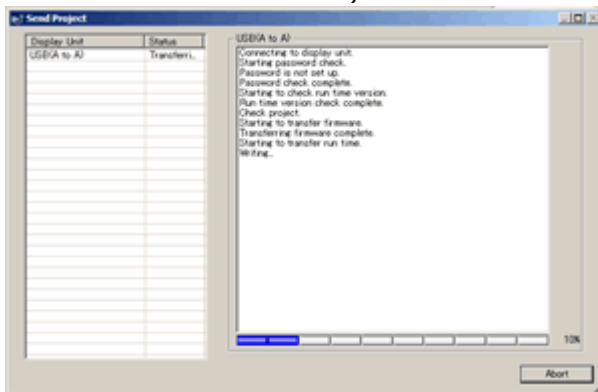 Send Project
Display Unit Status
USB(A to A) Transferri..
USB(A to A)
Connecting to display unit.
Starting password check.
Password is not set up.
Password check complete.
Starting to check run time version.
Run time version check complete.
Check project.
Starting to transfer firmware.
Transferring firmware complete.
Starting to transfer run time.
Writing..
10%
Abort